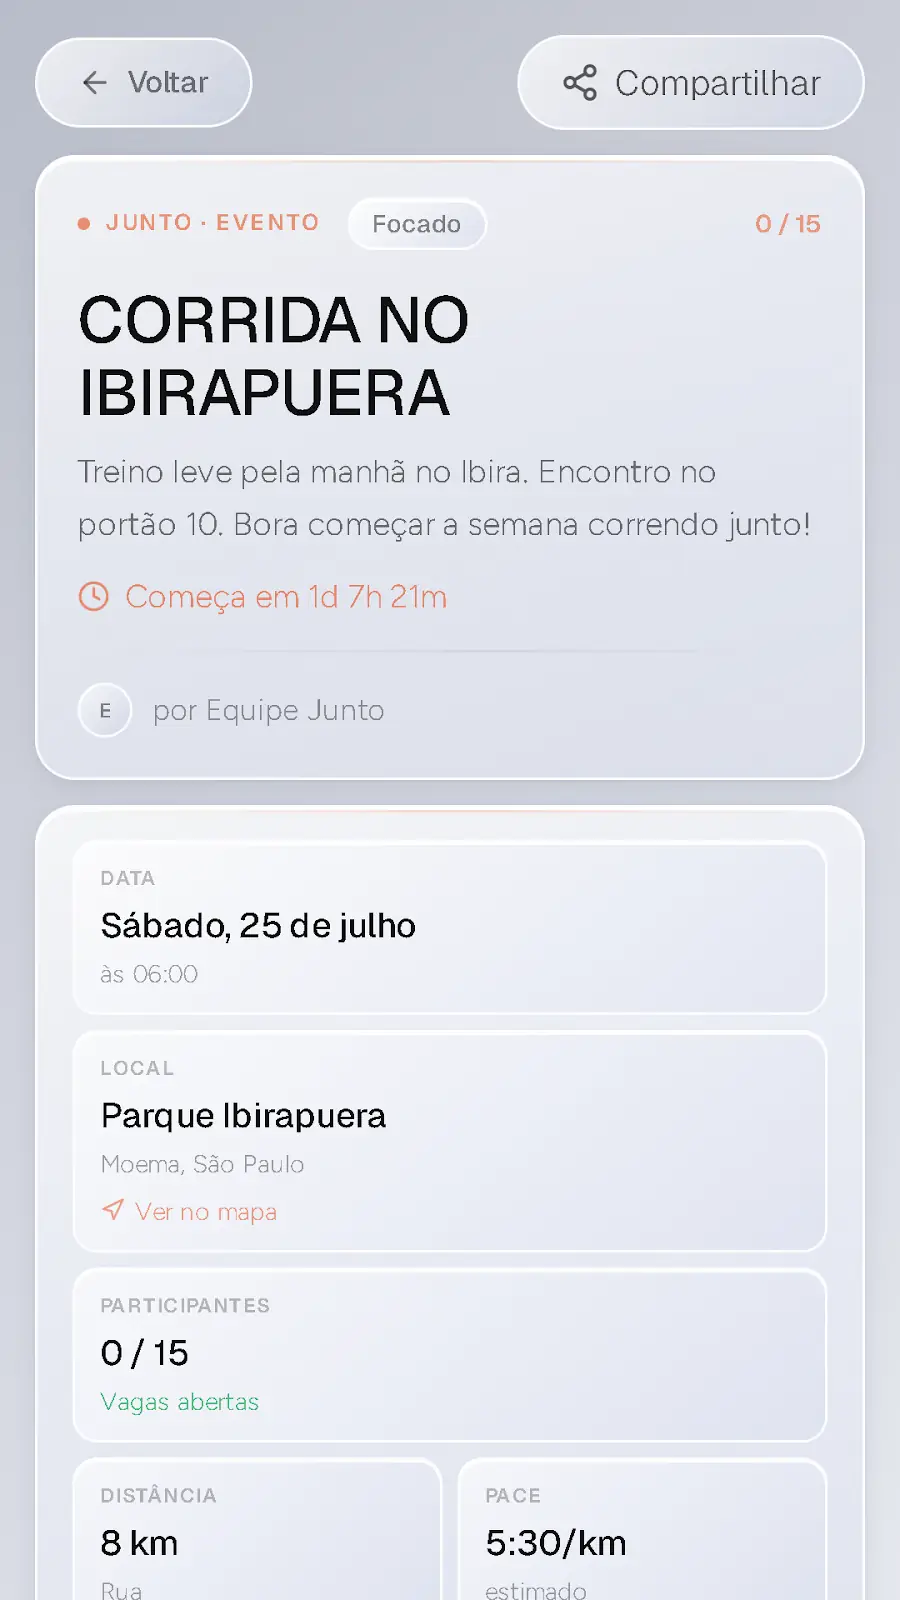 Voltar
Compartilhar
JUNTO · EVENTO
Focado
0 / 15
CORRIDA NO
IBIRAPUERA
Treino leve pela manhã no Ibira. Encontro no
portão 10. Bora começar a semana correndo junto!
Começa em 1d 7h 21m
E
por Equipe Junto
DATA
Sábado, 25 de julho
às 06:00
LOCAL
Parque Ibirapuera
Moema, São Paulo
Ver no mapa
PARTICIPANTES
0 / 15
Vagas abertas
DISTÂNCIA
8 km
Rua
PACE
5:30/km
estimado